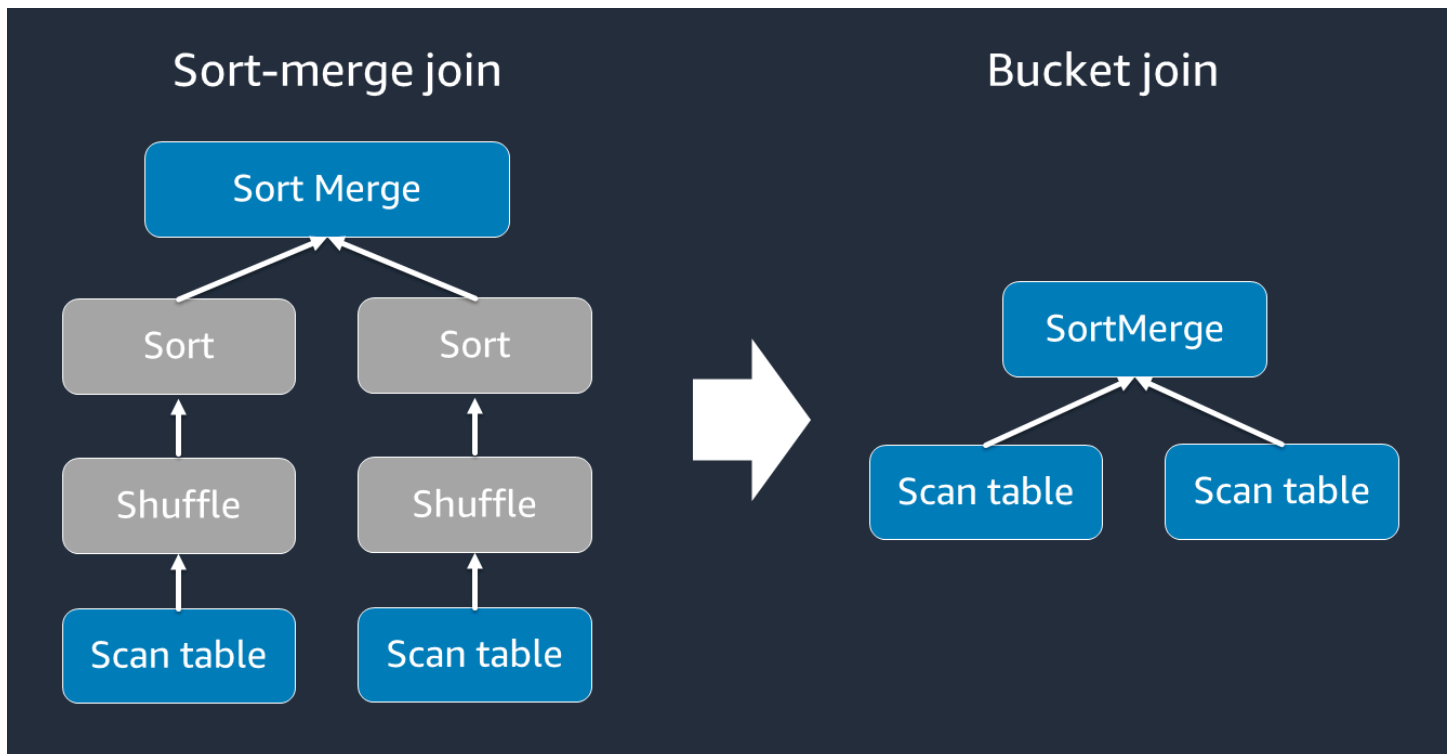 Sort-merge join
Bucket join
Sort Merge
Sort
Sort
SortMerge
Shuffle
Shuffle
Scan table
Scan table
Scan table
Scan table